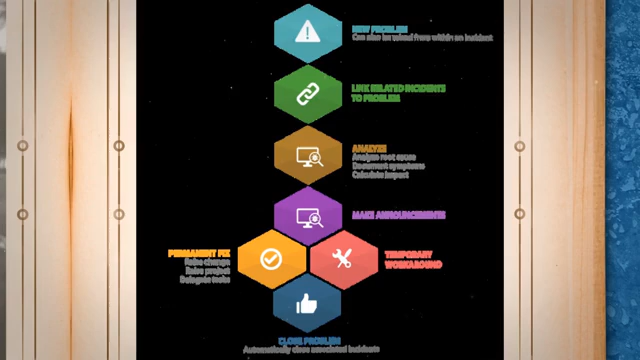 NEW PROBLEM
Can also be raised from within an incident
LINK RELATED INCIDENTS
TO PROBLEM
ANALYZE
Analyze root cause
Document symptoms
Calculate impact
MAKE ANNOUNCEMENTS
PERMANENT FIX
Raise change
Raise project
Delegate tasks
TEMPORARY
WORKAROUND
CLOSE PROBLEM
Automatically close associated incidents